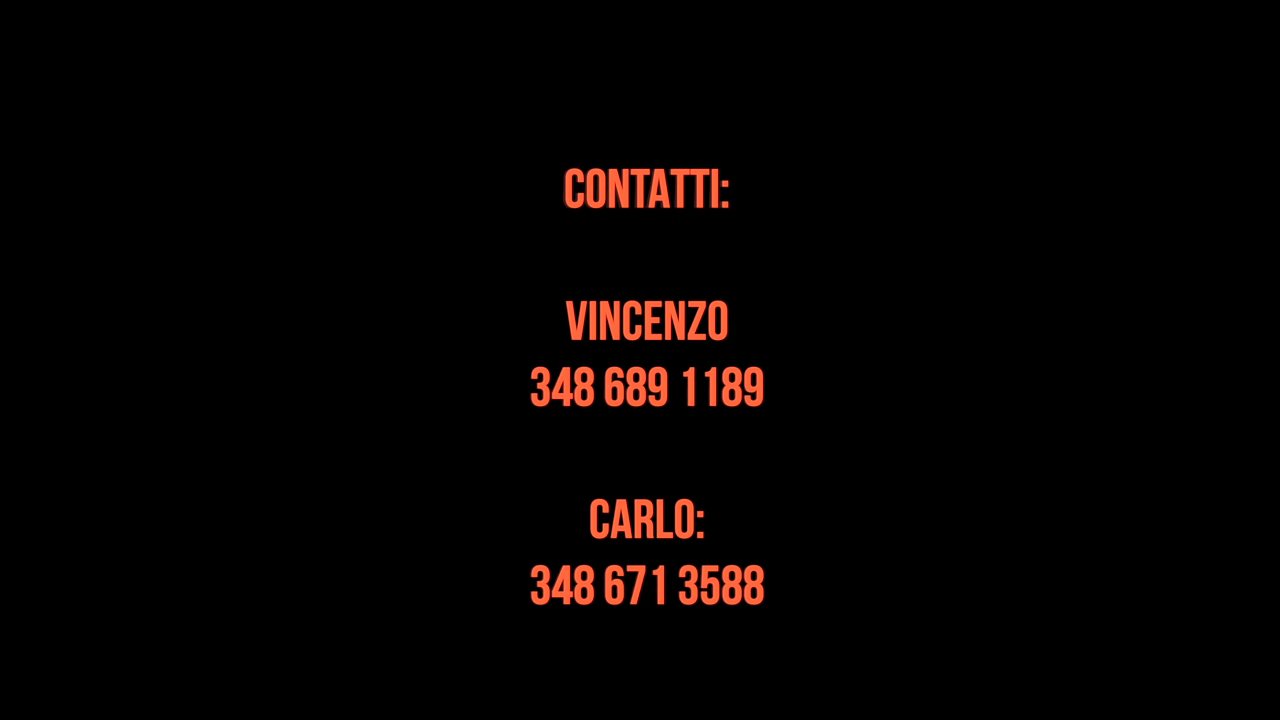 CONTATTI:
VINCENZO
348 689 1189
CARLO:
348 671 3588